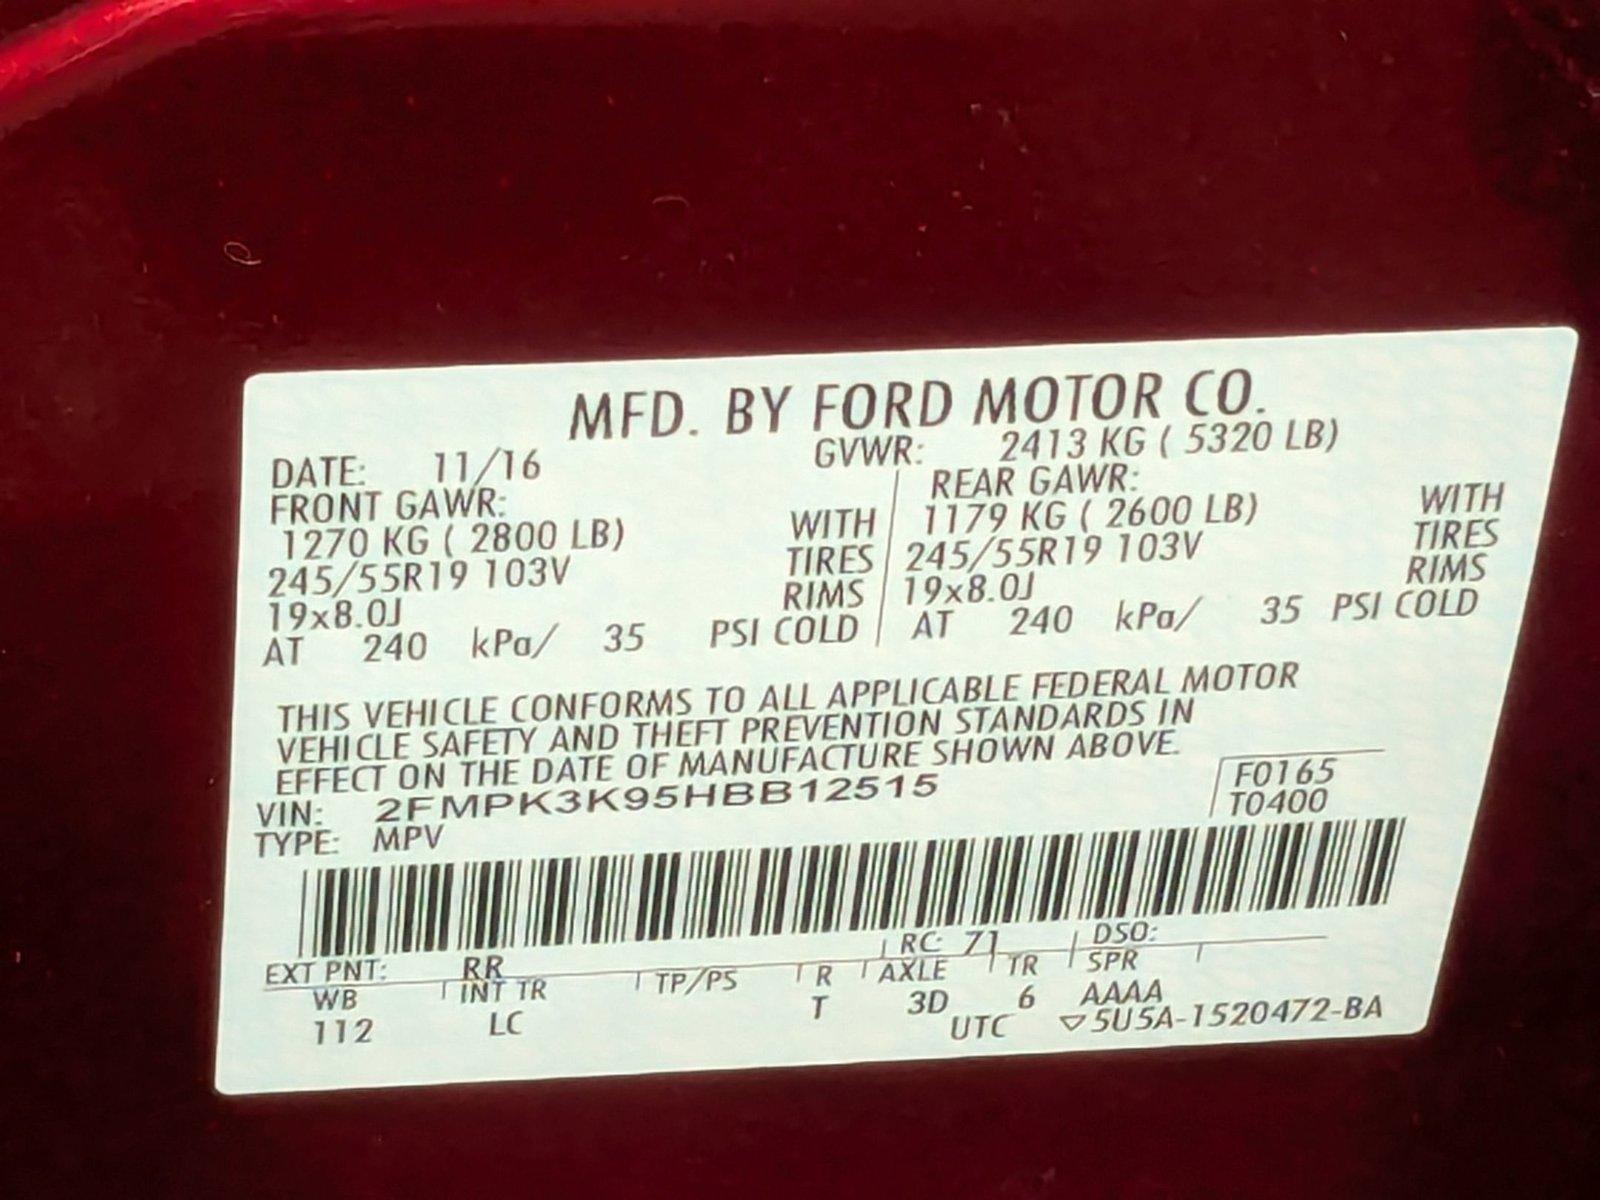 MFD. BY FORD MOTOR CO.
DATE: 11/16 GVWR: 2413 KG ( 5320 LB)
FRONT GAWR: REAR GAWR:
1270 KG ( 2800 LB) WITH 1179 KG ( 2600 LB) WITH
245/55R19 103V TIRES 245/55R19 103V TIRES
19x8.0J RIMS 19x8.0J RIMS
AT 240 kPa/ 35 PSI COLD AT 240 kPa/ 35 PSI COLD
THIS VEHICLE CONFORMS TO ALL APPLICABLE FEDERAL MOTOR
VEHICLE SAFETY AND THEFT PREVENTION STANDARDS IN
EFFECT ON THE DATE OF MANUFACTURE SHOWN ABOVE.
VIN: 2FMPK3K95HBB12515 F0165
TYPE: MPV T0400
EXT PNT: RR RC: 71 DSO:
WB INT TR TP/PS R AXLE TR SPR
112 LC T 3D 6 AAAA
UTC ▽5U5A-1520472-BA